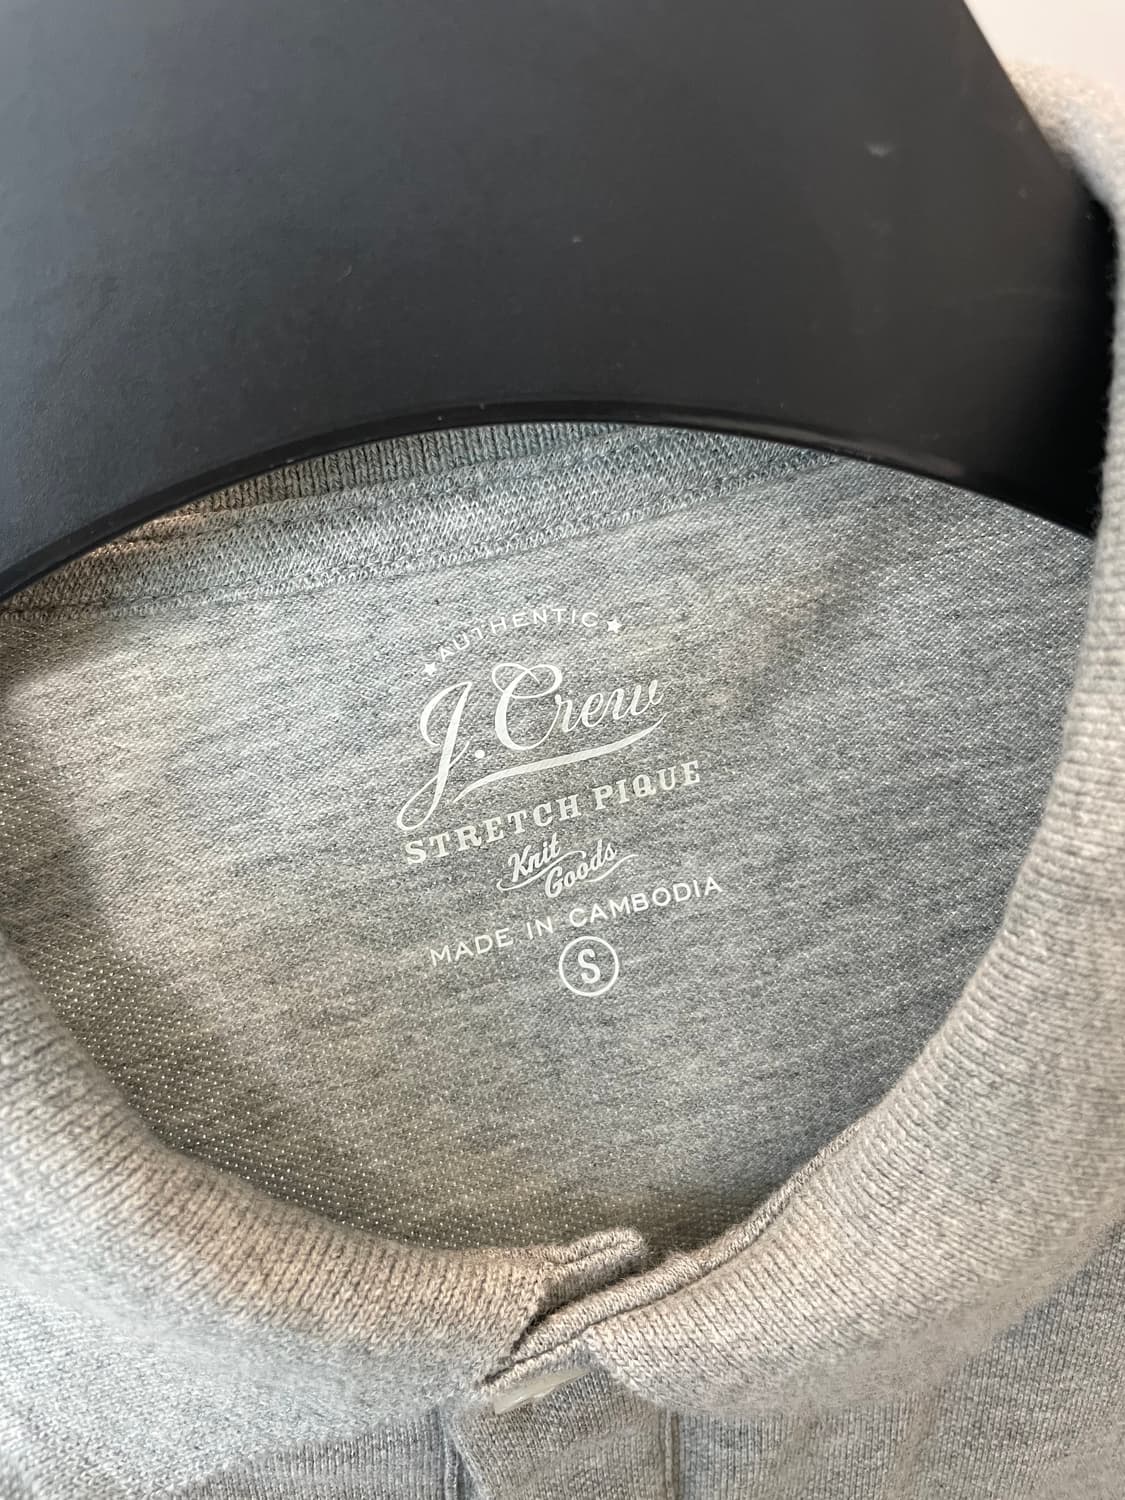 AUTHENTIC
J.Crew
STRETCH PIQUE
Knit
Goods
MADE IN CAMBODIA
S